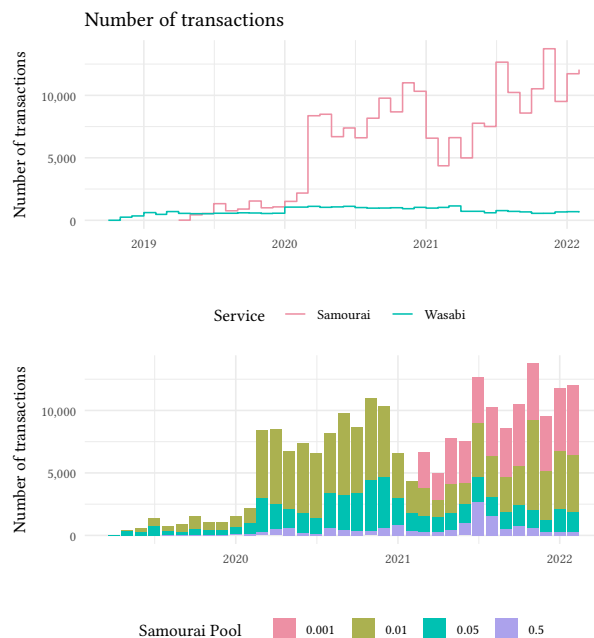 Number of transactions
Number of transactions
10,000
5,000
0
2019 2020 2021 2022
Service Samourai Wasabi
Number of transactions
10,000
5,000
0
2020 2021 2022
Samourai Pool 0.001 0.01 0.05 0.5